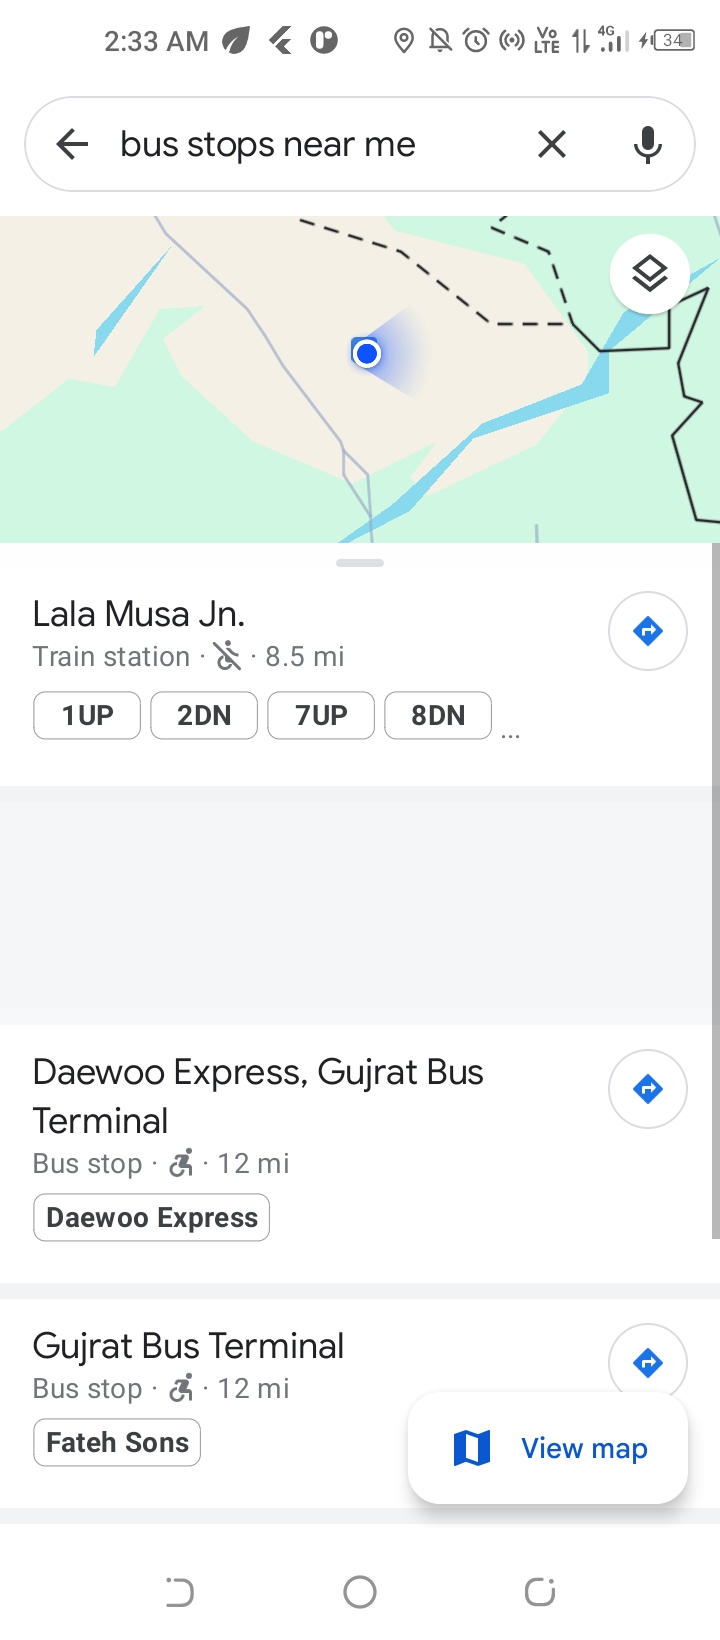 2:33 AM
Vo LTE 4G 34
bus stops near me
Lala Musa Jn.
Train station · · 8.5 mi
1UP 2DN 7UP 8DN ...
Daewoo Express, Gujrat Bus
Terminal
Bus stop · · 12 mi
Daewoo Express
Gujrat Bus Terminal
Bus stop · · 12 mi
Fateh Sons
View map